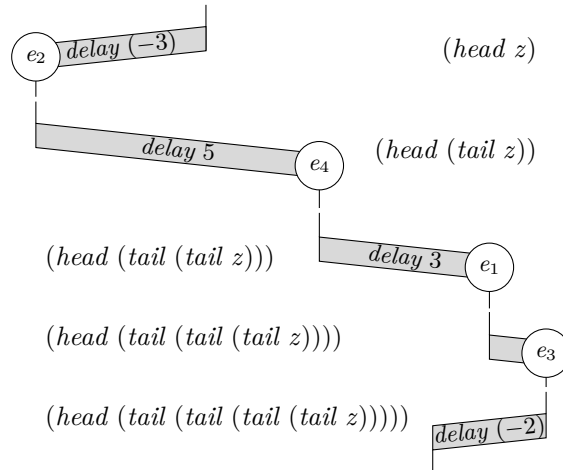 e₂ delay (−3) (head z)
delay 5 e₄ (head (tail z))
(head (tail (tail z))) delay 3 e₁
(head (tail (tail (tail z)))) e₃
(head (tail (tail (tail (tail z))))) delay (−2)